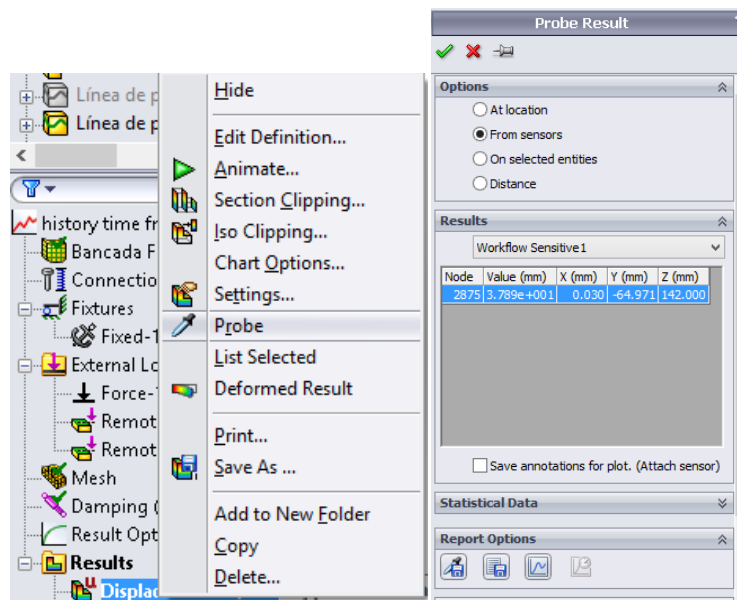 Línea de p
Línea de p
history time fr
Bancada F
Connectio
Fixtures
Fixed-1
External Lo
Force-1
Remot
Remot
Mesh
Damping (
Result Opt
Results
Displac
Hide
Edit Definition...
Animate...
Section Clipping...
Iso Clipping...
Chart Options...
Settings...
Probe
List Selected
Deformed Result
Print...
Save As ...
Add to New Folder
Copy
Delete...
Probe Result
Options
At location
From sensors
On selected entities
Distance
Results
Workflow Sensitive1
Node Value (mm) X (mm) Y (mm) Z (mm)
2875 3.789e+001 0.030 -64.971 142.000
Save annotations for plot. (Attach sensor)
Statistical Data
Report Options